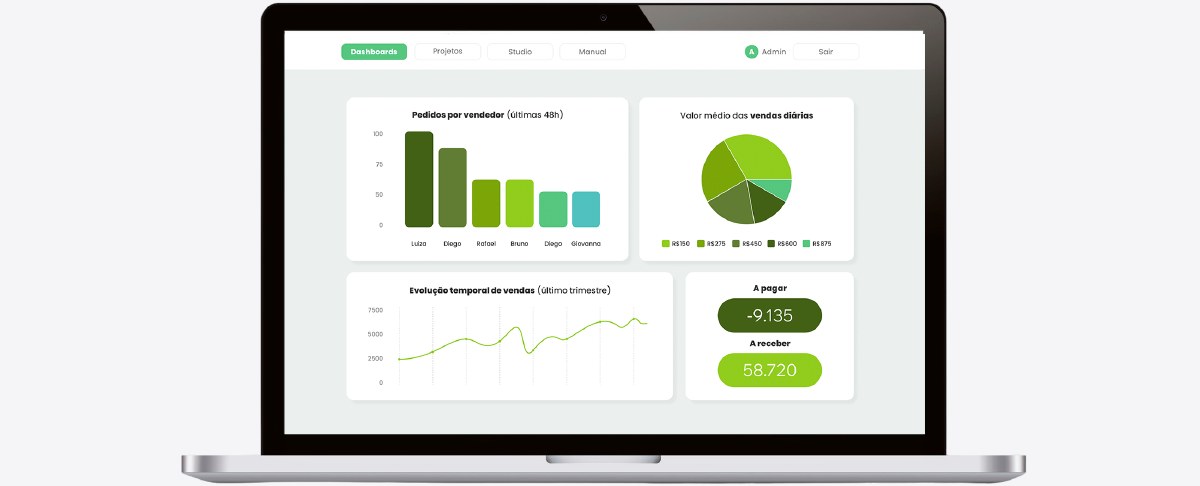 Dashboards
Projetos
Studio
Manual
A
Admin
Sair
Pedidos por vendedor (últimas 48h)
100
75
50
0
Luiza
Diego
Rafael
Bruno
Diego
Giovanna
Valor médio das vendas diárias
R$150
R$275
R$450
R$600
R$875
Evolução temporal de vendas (último trimestre)
7500
5000
2500
0
A pagar
-9.135
A receber
58.720